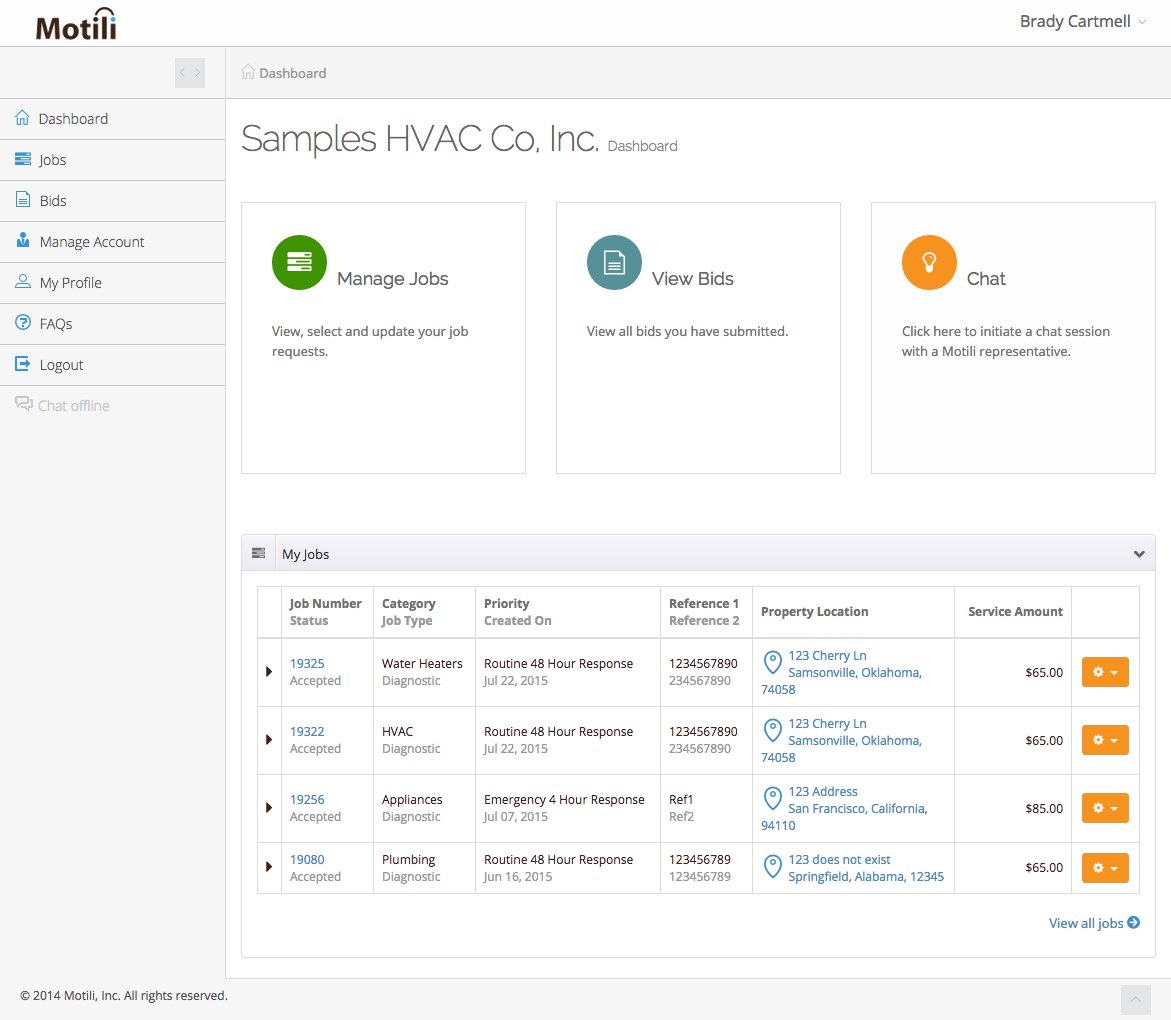 Motili
Brady Cartmell
Dashboard
Dashboard
Jobs
Bids
Manage Account
My Profile
FAQs
Logout
Chat offline
Samples HVAC Co, Inc. Dashboard
Manage Jobs
View, select and update your job
requests.
View Bids
View all bids you have submitted.
Chat
Click here to initiate a chat session
with a Motili representative.
My Jobs
Job Number Category Priority Reference 1 Property Location Service Amount
Status Job Type Created On Reference 2
19325 Water Heaters Routine 48 Hour Response 1234567890 123 Cherry Ln $65.00
Accepted Diagnostic Jul 22, 2015 234567890 Samsonville, Oklahoma,
74058
19322 HVAC Routine 48 Hour Response 1234567890 123 Cherry Ln $65.00
Accepted Diagnostic Jul 22, 2015 234567890 Samsonville, Oklahoma,
74058
19256 Appliances Emergency 4 Hour Response Ref1 123 Address $85.00
Accepted Diagnostic Jul 07, 2015 Ref2 San Francisco, California,
94110
19080 Plumbing Routine 48 Hour Response 123456789 123 does not exist $65.00
Accepted Diagnostic Jun 16, 2015 123456789 Springfield, Alabama, 12345
View all jobs
© 2014 Motili, Inc. All rights reserved.